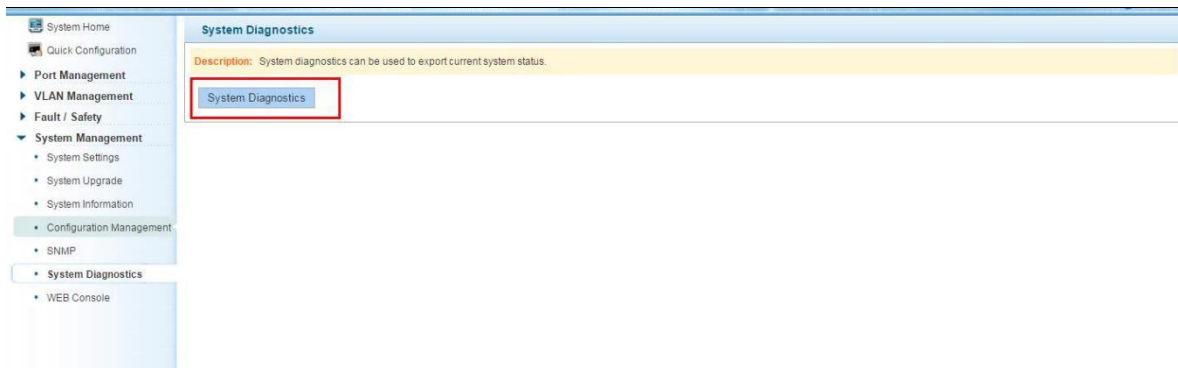 System Home
Quick Configuration
Port Management
VLAN Management
Fault / Safety
System Management
System Settings
System Upgrade
System Information
Configuration Management
SNMP
System Diagnostics
WEB Console
System Diagnostics
Description: System diagnostics can be used to export current system status.
System Diagnostics